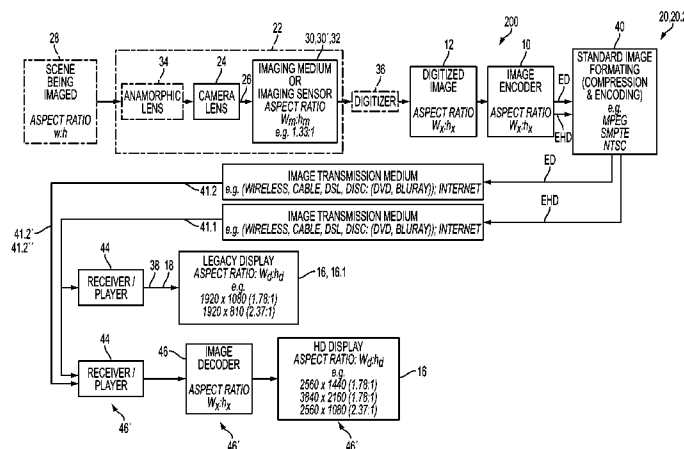 200
20,20.2
28
SCENE
BEING
IMAGED
ASPECT RATIO
w:h
22
34
ANAMORPHIC
LENS
24
CAMERA
LENS
26
30,30'',32
IMAGING MEDIUM
OR
IMAGING SENSOR
ASPECT RATIO
Wm:hm
e.g. 1.33:1
36
DIGITIZER
12
DIGITIZED
IMAGE
ASPECT RATIO
Wx:hx
10
IMAGE
ENCODER
ASPECT RATIO
Wx:hx
ED
EHD
40
STANDARD IMAGE
FORMATING
(COMPRESSION
& ENCODING)
e.g.
MPEG
SMPTE
NTSC
41.2
IMAGE TRANSMISSION MEDIUM
e.g. (WIRELESS, CABLE, DSL, DISC: (DVD, BLURAY)); INTERNET
ED
41.1
IMAGE TRANSMISSION MEDIUM
e.g. (WIRELESS, CABLE, DSL, DISC: (DVD, BLURAY)); INTERNET
EHD
41.2'
41.2''
44
RECEIVER /
PLAYER
38
18
LEGACY DISPLAY
ASPECT RATIO: Wd:hd
e.g.
1920 x 1080 (1.78:1)
1920 x 810 (2.37:1)
16, 16.1
44
RECEIVER /
PLAYER
46'
46
IMAGE
DECODER
ASPECT
RATIO
Wx:hx
46'
HD DISPLAY
ASPECT RATIO: Wd:hd
e.g.
2560 x 1440 (1.78:1)
3840 x 2160 (1.78:1)
2560 x 1080 (2.37:1)
16
46'